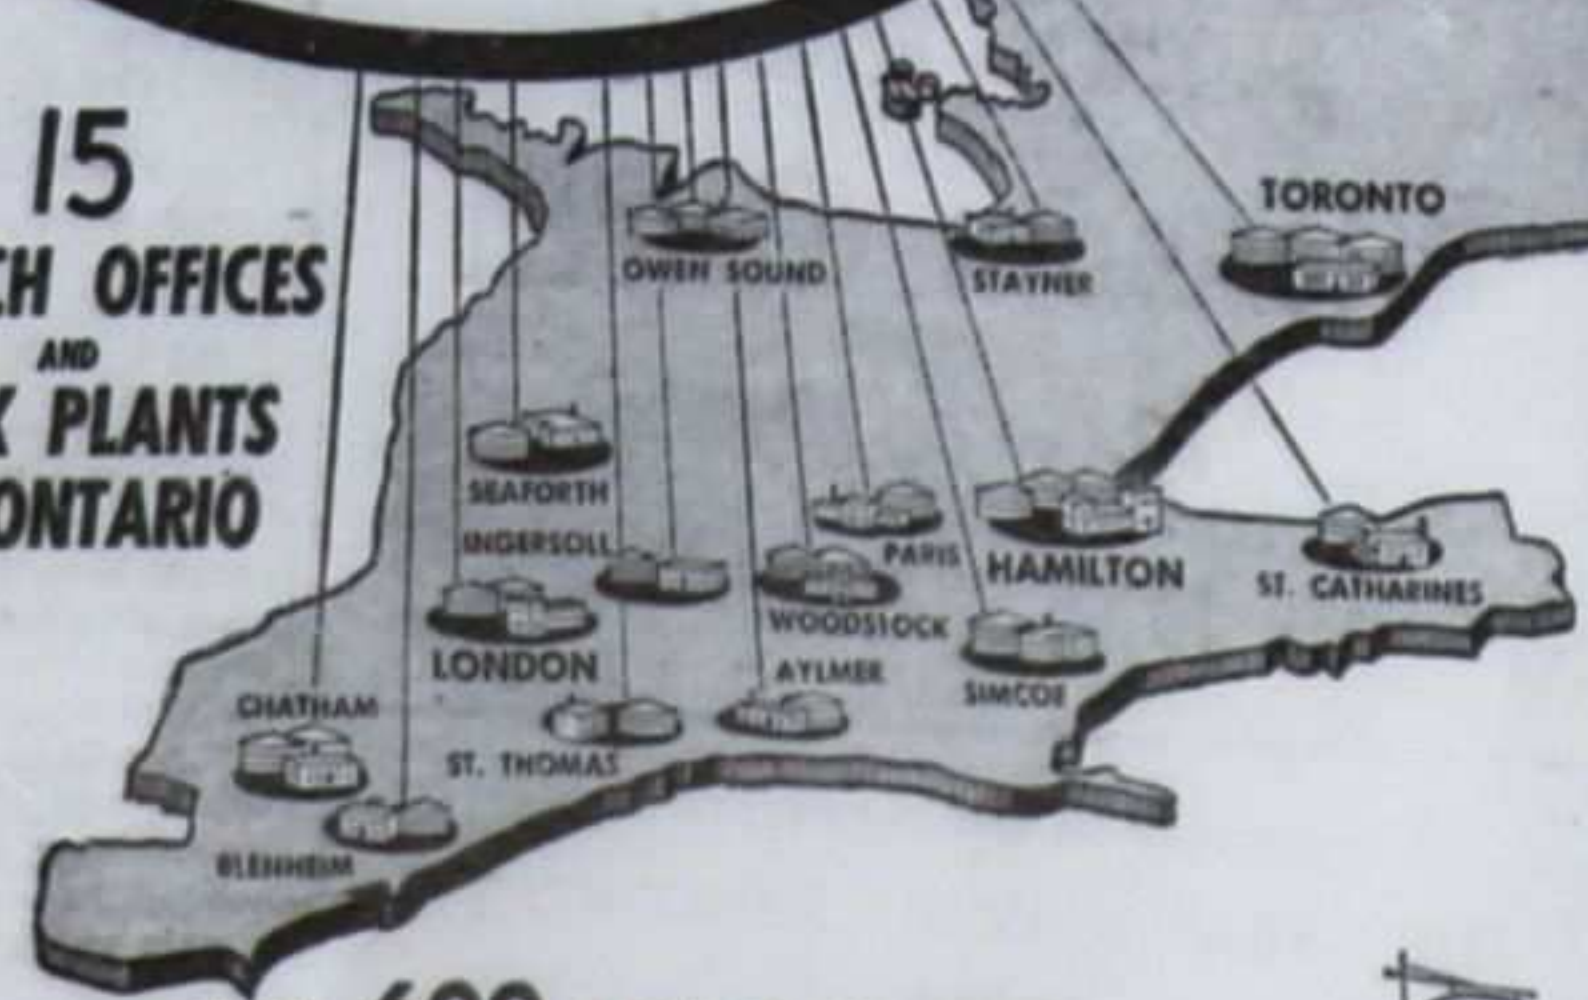 15
CH OFFICES
AND
K PLANTS
ONTARIO
TORONTO
OWEN SOUND
STAYNER
SEAFORTH
INGERSOLL
PARIS
HAMILTON
ST. CATHARINES
WOODSTOCK
LONDON
AYLMER
SIMCOE
CHATHAM
ST. THOMAS
BLENHEIM